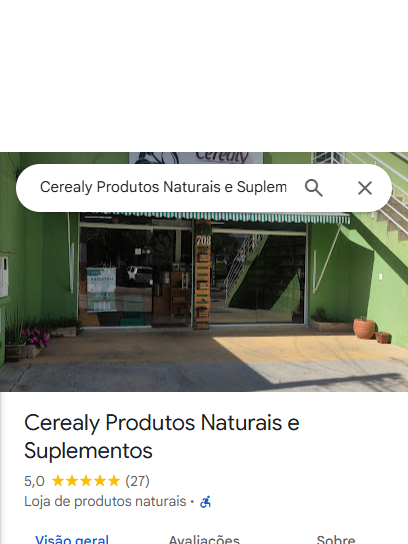 Cerealy
Cerealy Produtos Naturais e Suplem
708
Cerealy Produtos Naturais e
Suplementos
5,0 (27)
Loja de produtos naturais ·
Visão geral
Avaliações
Sobre